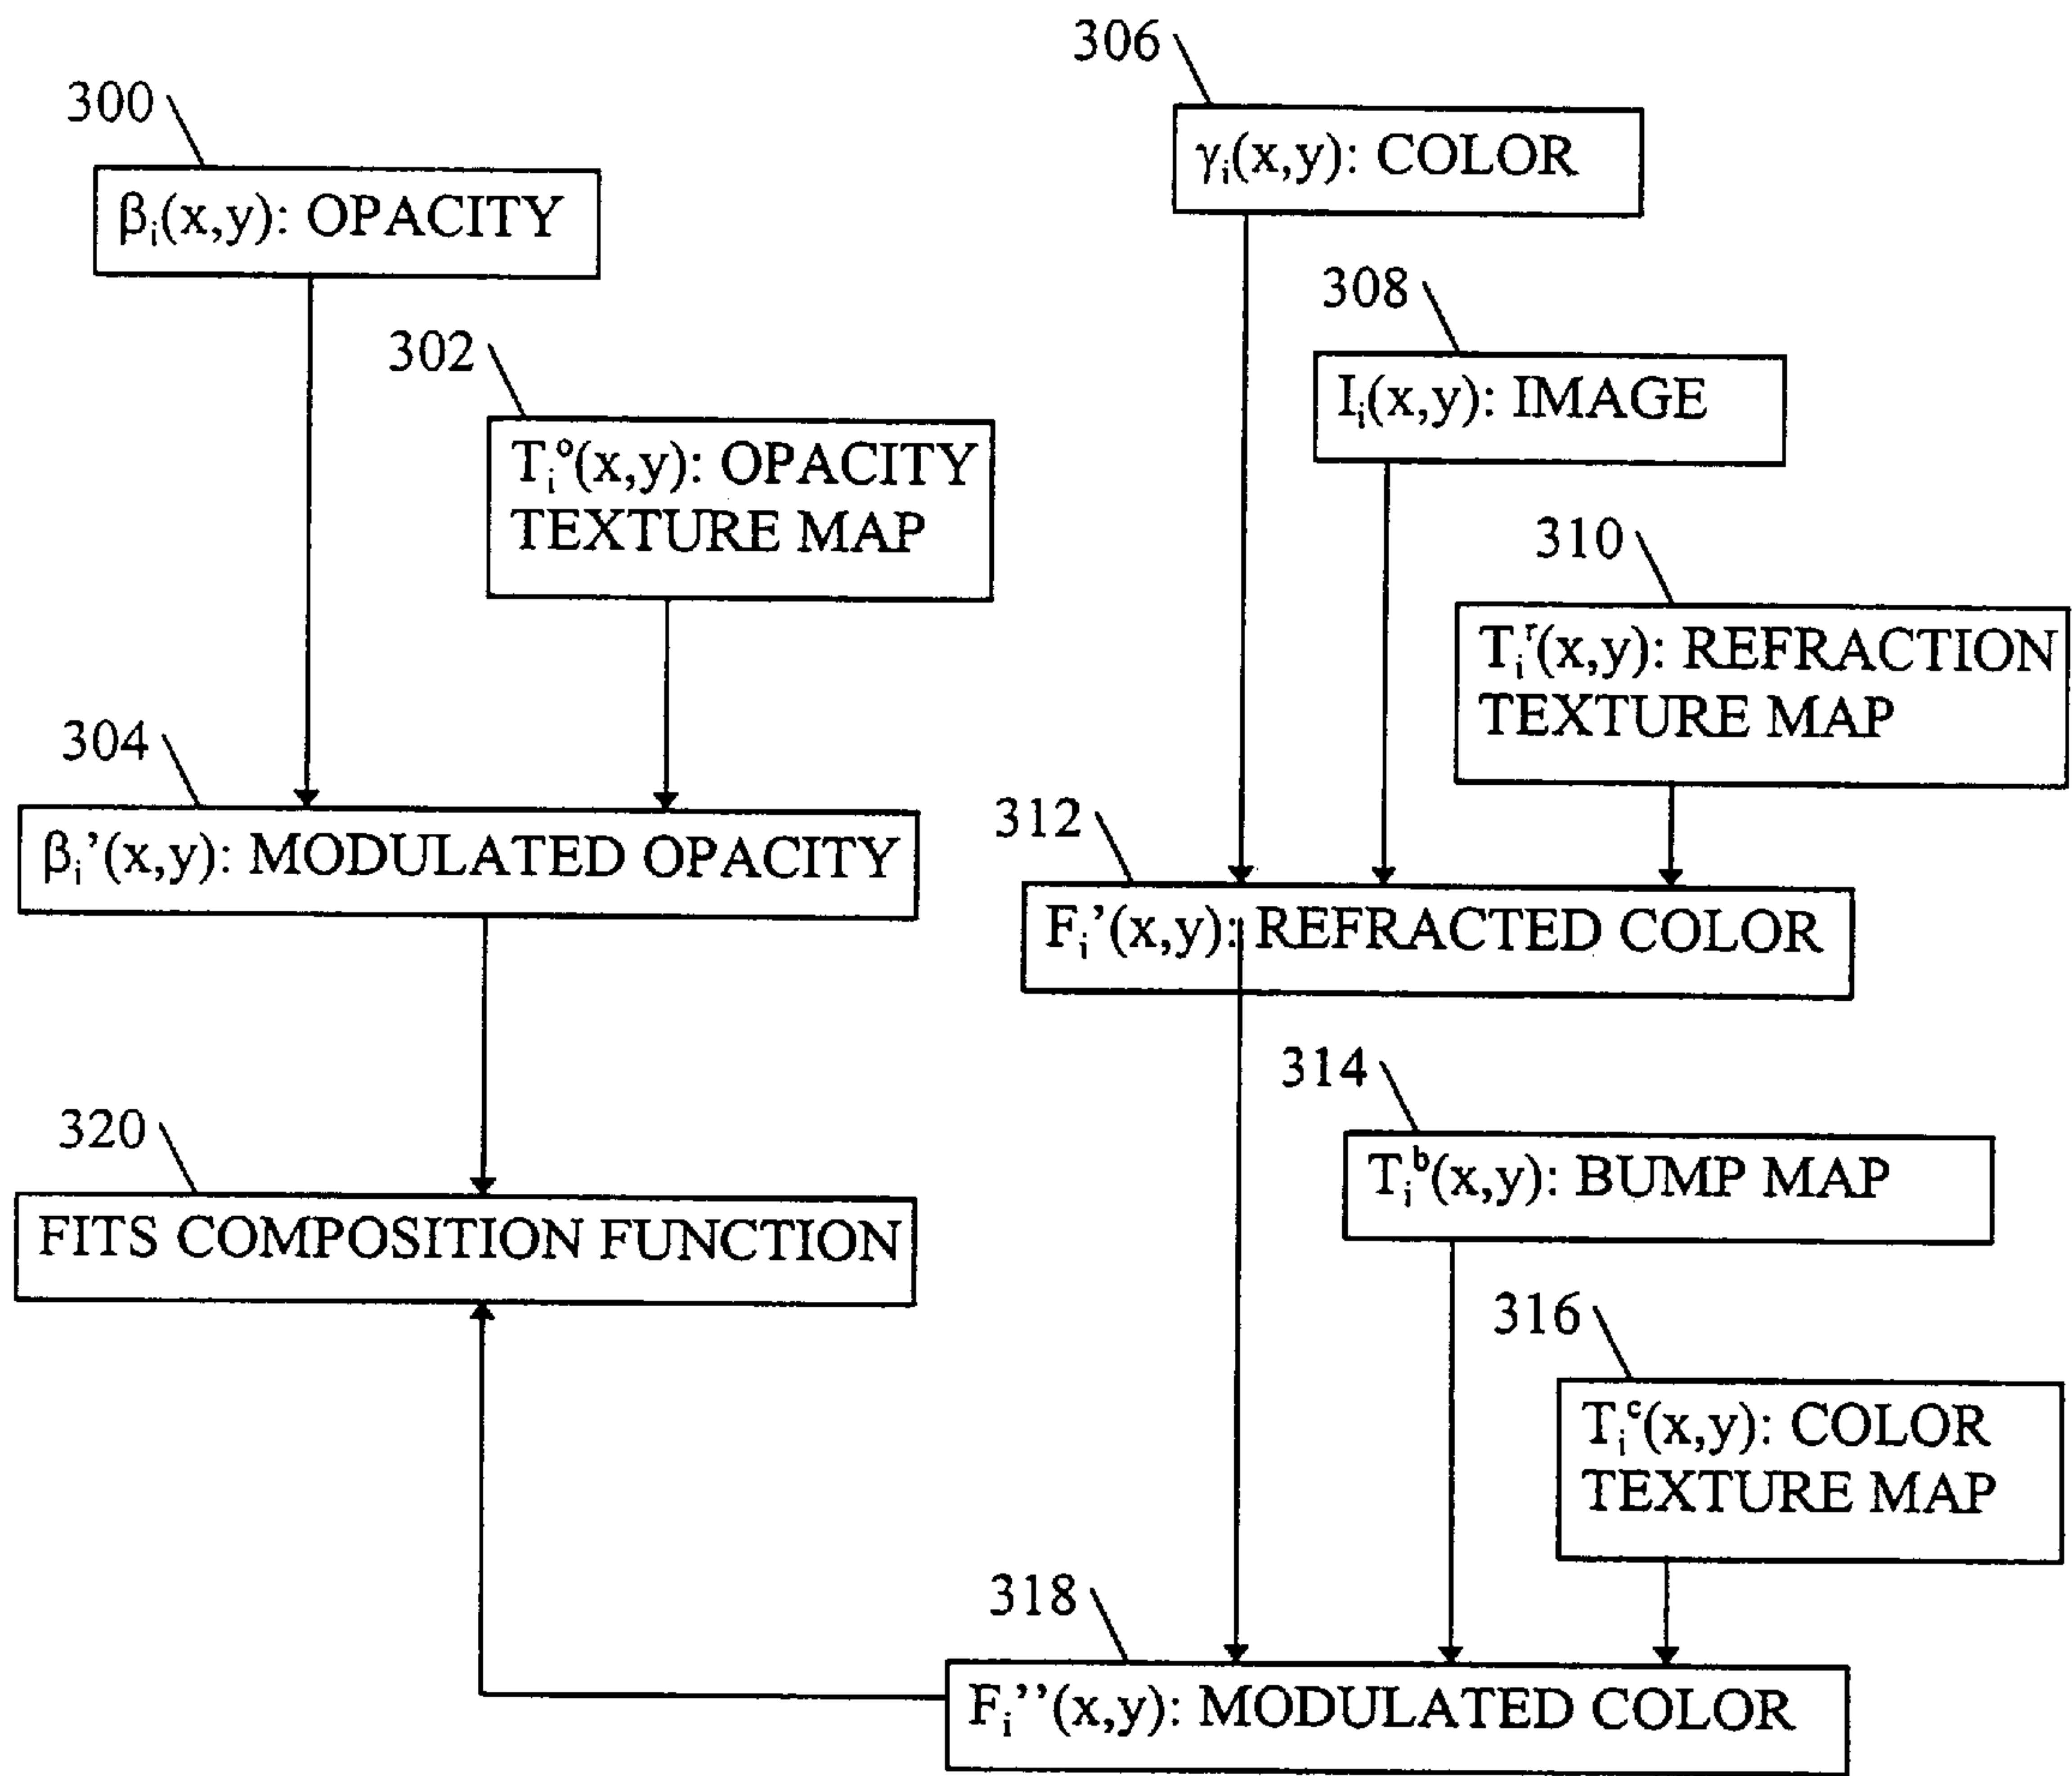 306
300
γi(x,y): COLOR
βi(x,y): OPACITY
308
302
Ii(x,y): IMAGE
Tiº(x,y): OPACITY
TEXTURE MAP
310
Tiʳ(x,y): REFRACTION
TEXTURE MAP
304
βi’(x,y): MODULATED OPACITY
312
Fi’(x,y): REFRACTED COLOR
314
320
Tiᵇ(x,y): BUMP MAP
FITS COMPOSITION FUNCTION
316
Tiᶜ(x,y): COLOR
TEXTURE MAP
318
Fi’’(x,y): MODULATED COLOR